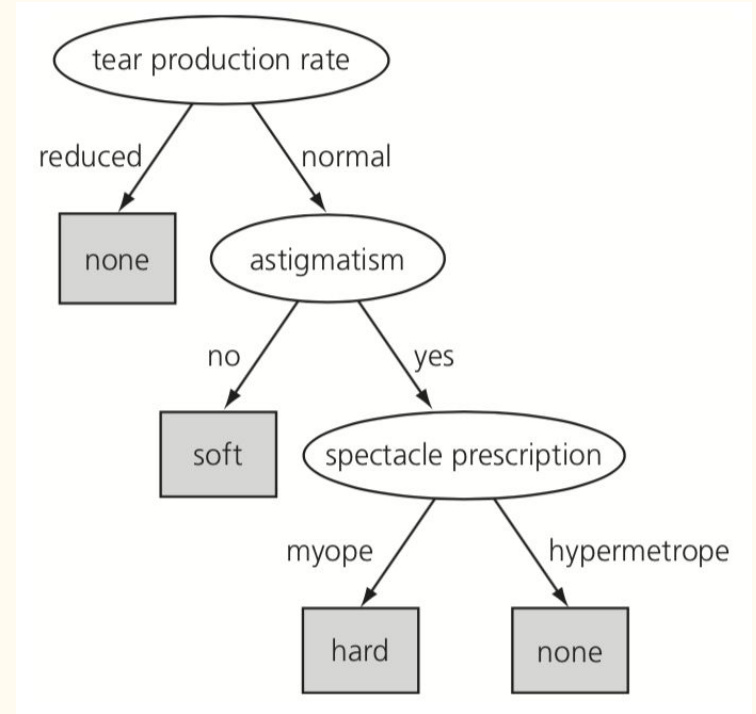 tear production rate
reduced
normal
none
astigmatism
no
yes
soft
spectacle prescription
myope
hypermetrope
hard
none